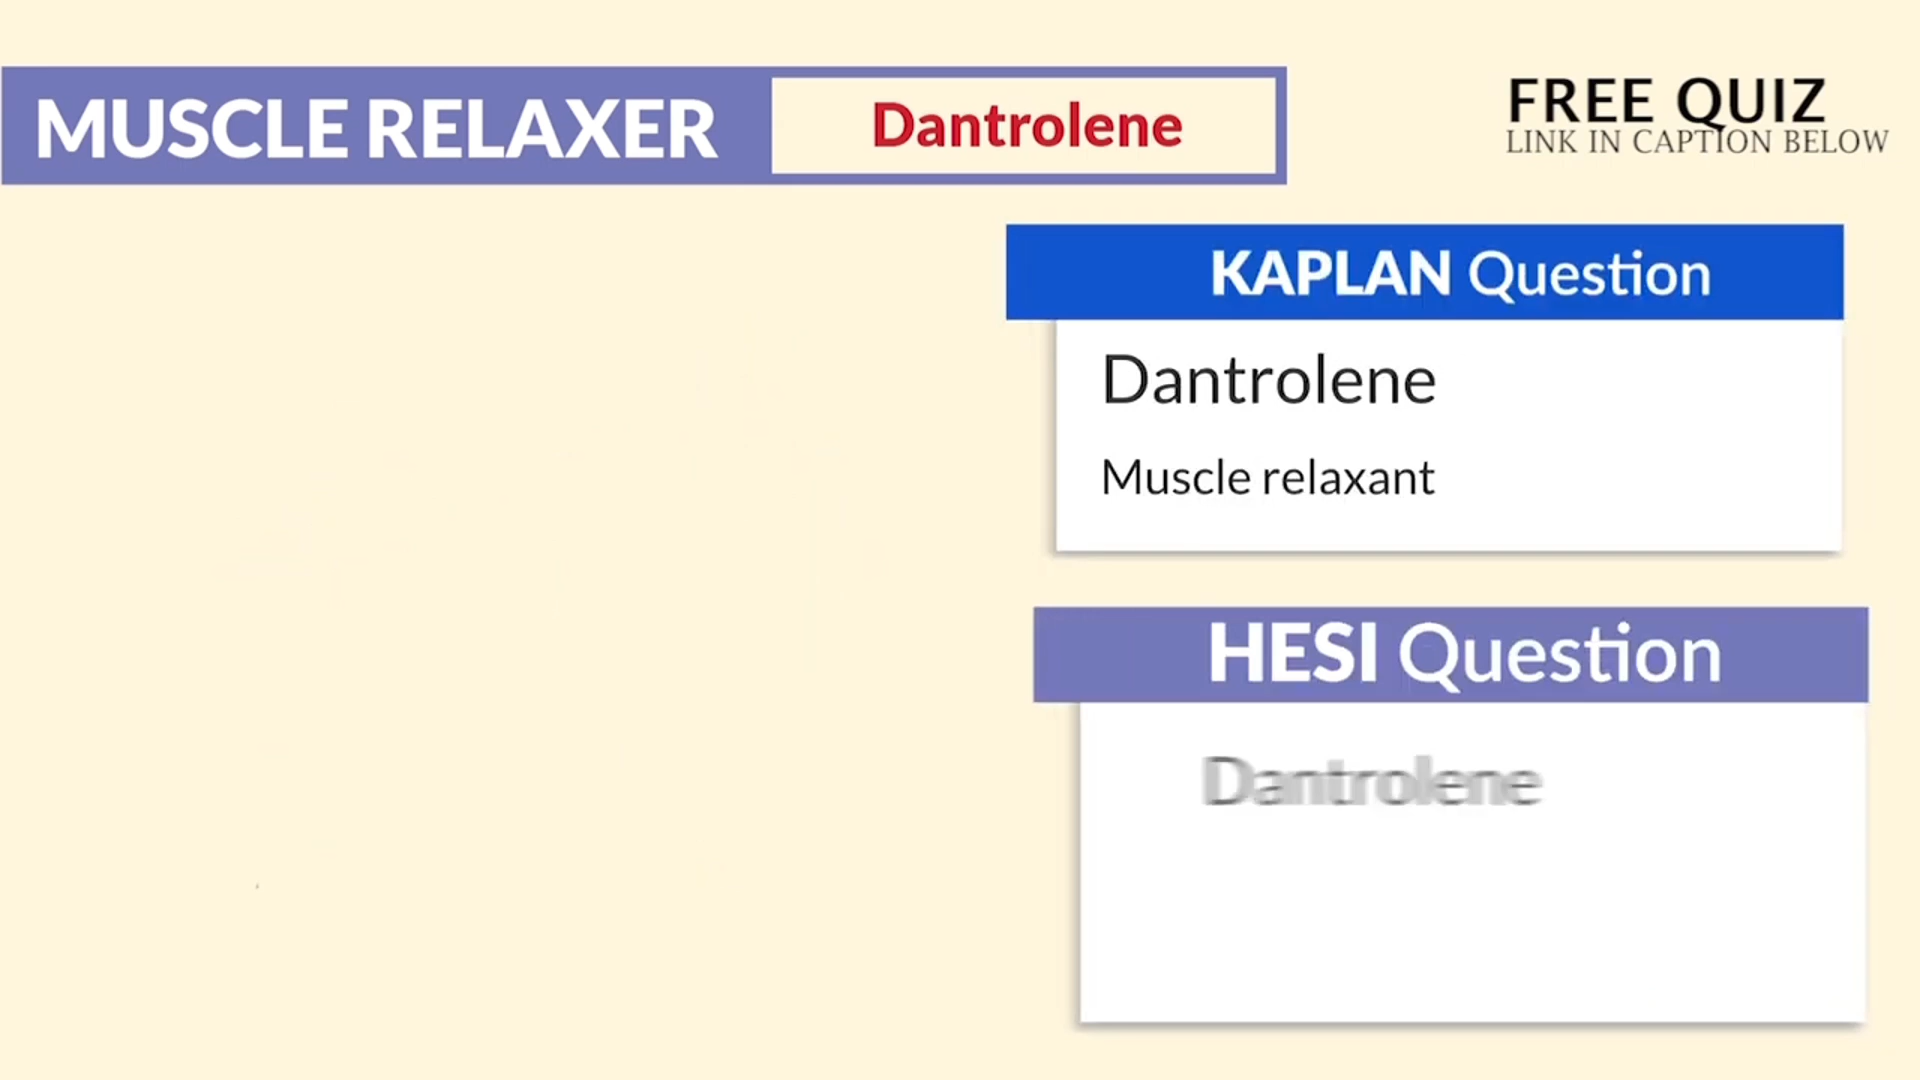 MUSCLE RELAXER
Dantrolene
FREE QUIZ
LINK IN CAPTION BELOW
KAPLAN Question
Dantrolene
Muscle relaxant
HESI Question
Dantrolene